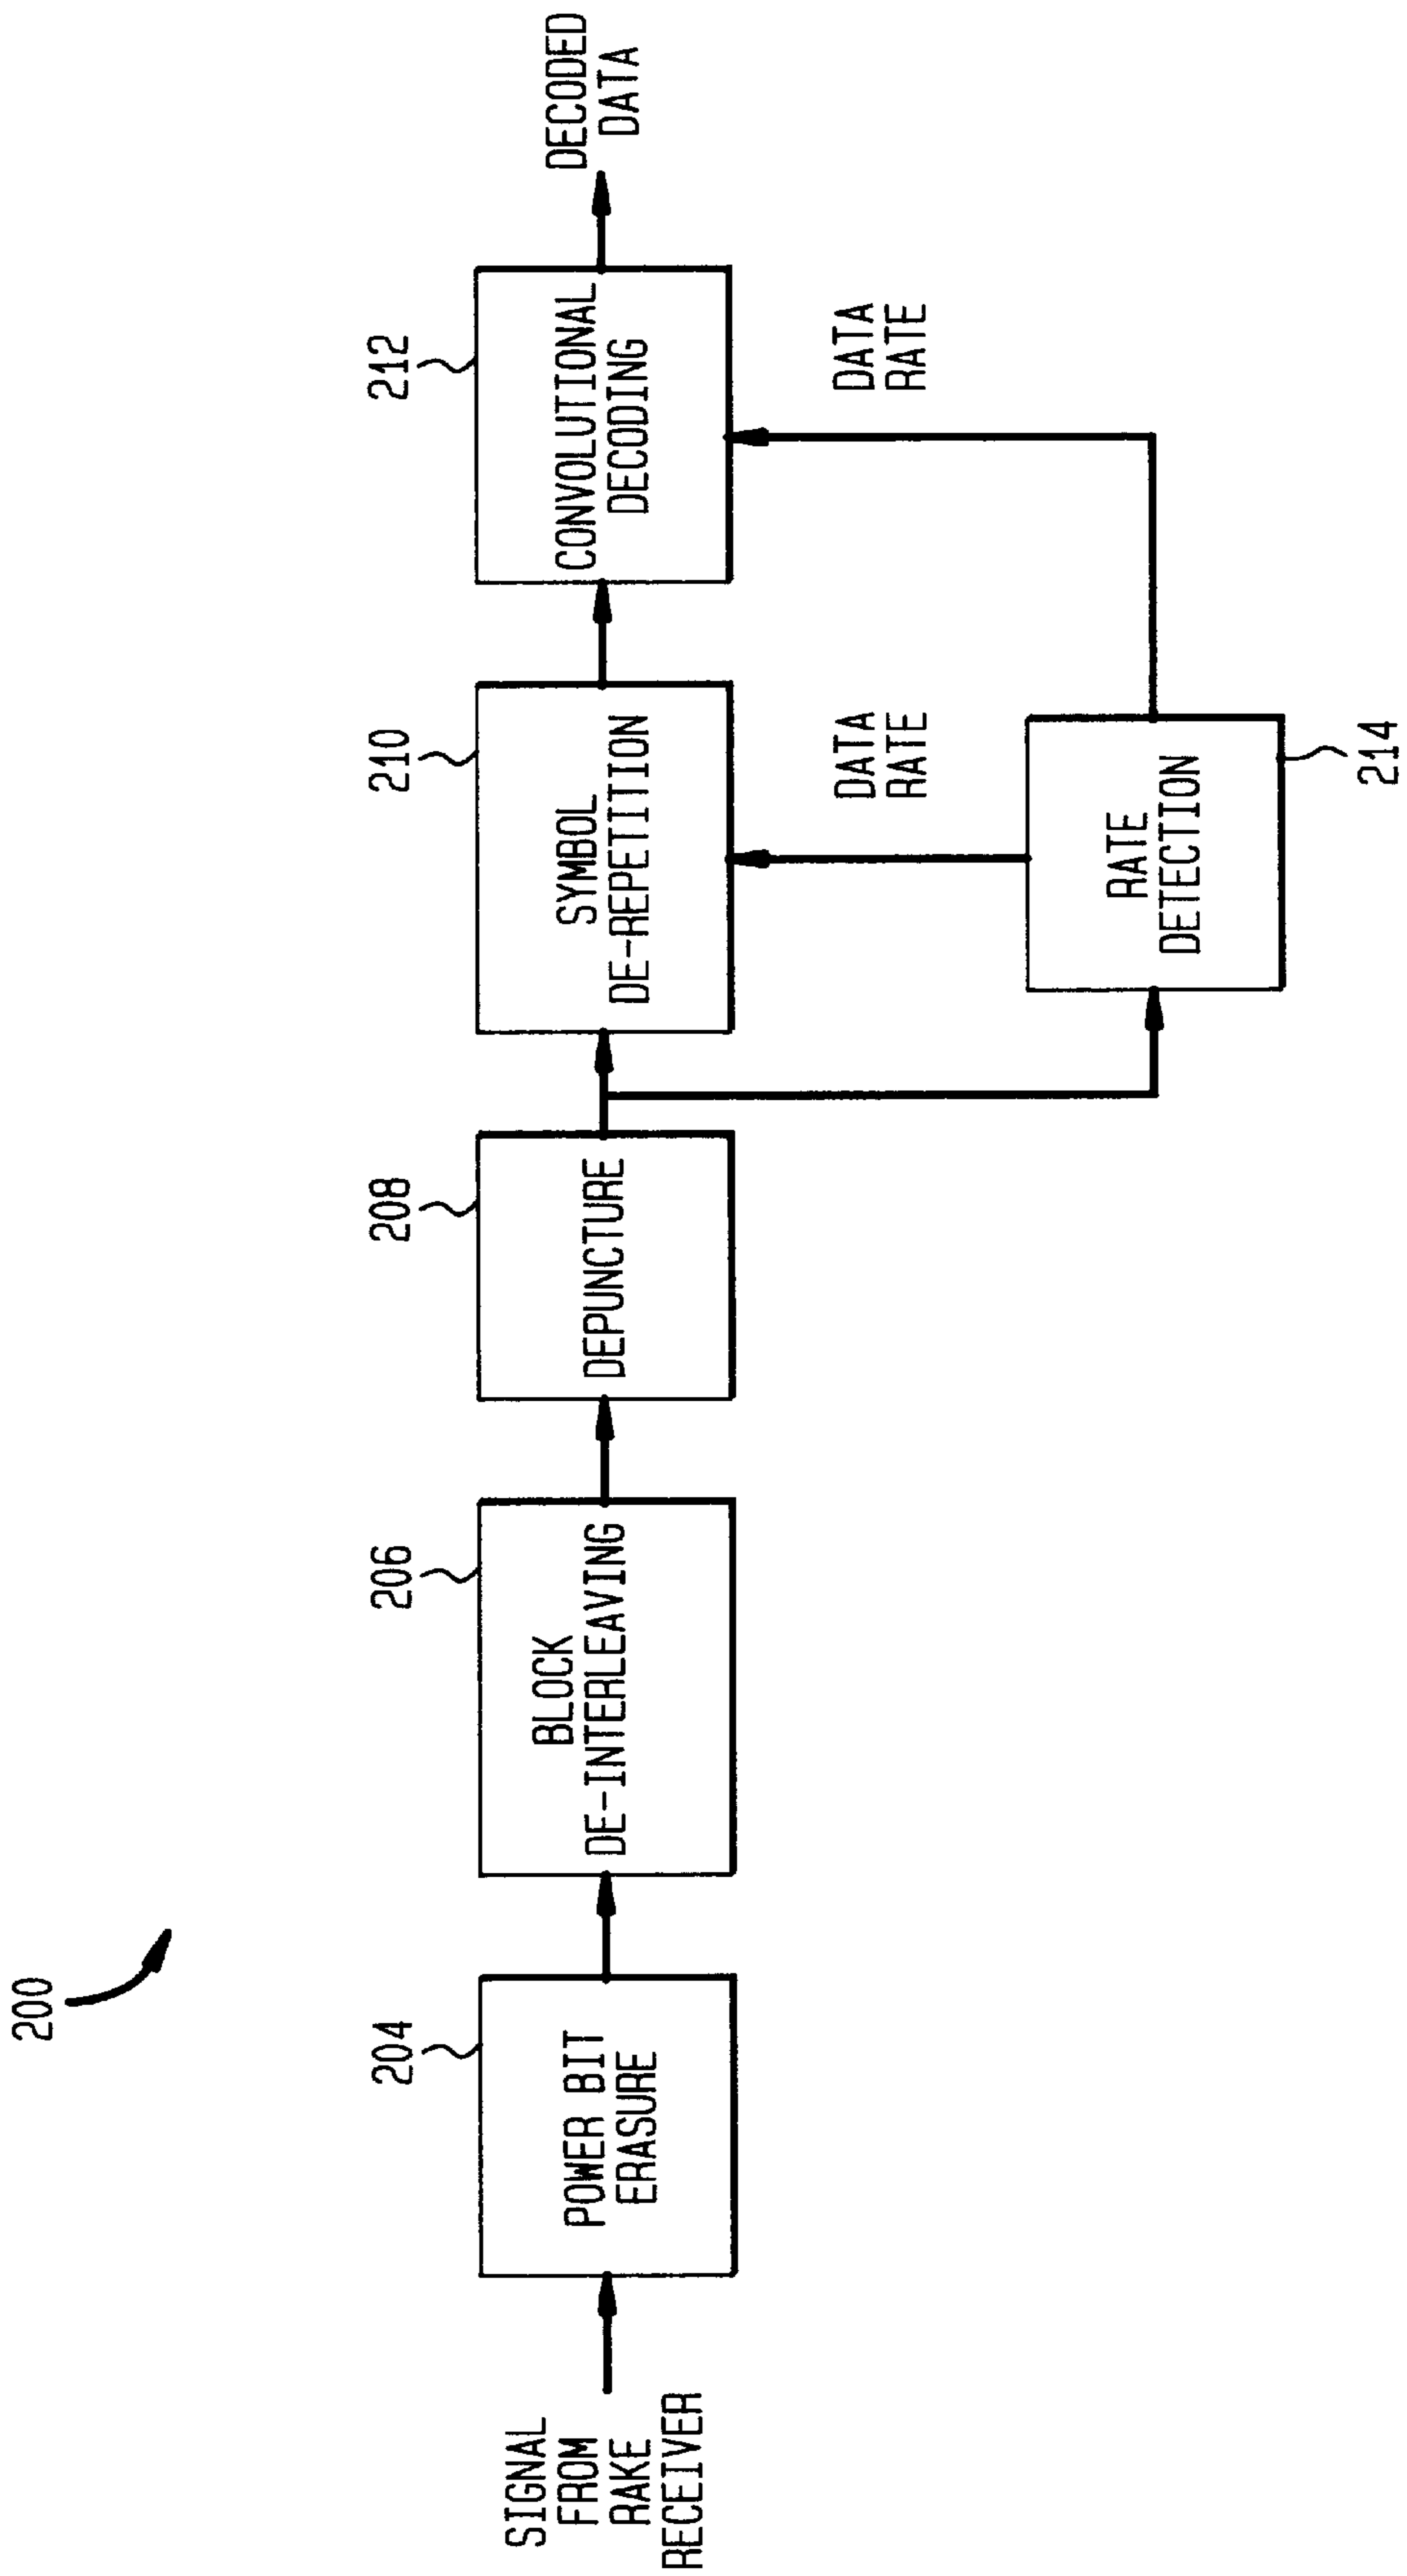 200
SIGNAL
FROM
RAKE
RECEIVER
204
POWER BIT
ERASURE
206
BLOCK
DE-INTERLEAVING
208
DEPUNCTURE
210
SYMBOL
DE-REPETITION
212
CONVOLUTIONAL
DECODING
DECODED
DATA
DATA
RATE
DATA
RATE
RATE
DETECTION
214